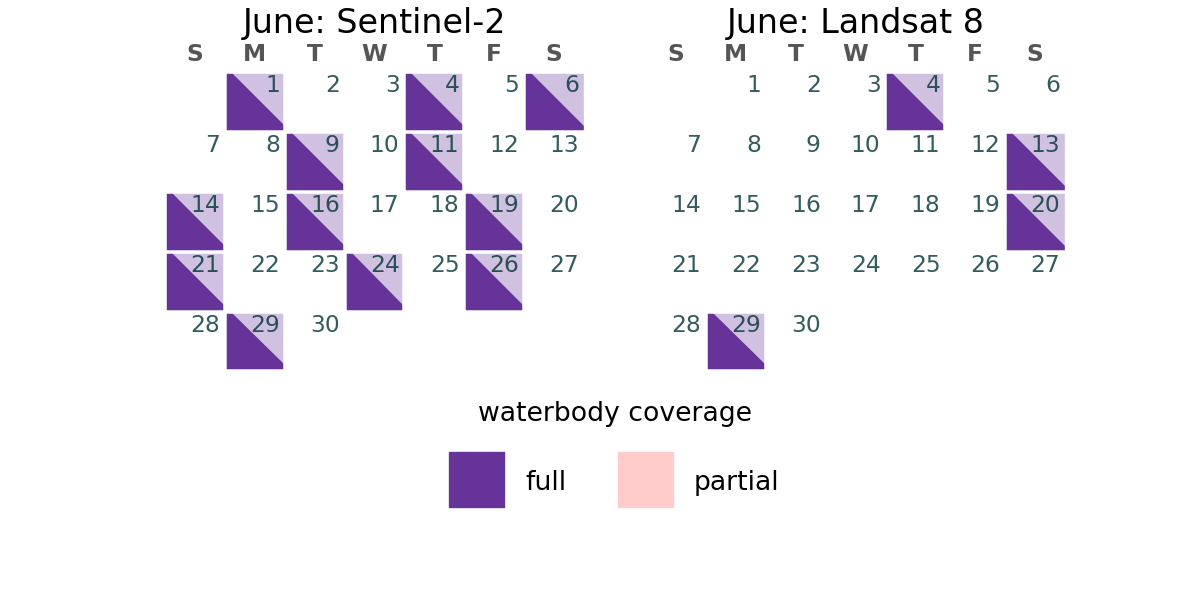 June: Sentinel-2
S M T W T F S
1 2 3 4 5 6
7 8 9 10 11 12 13
14 15 16 17 18 19 20
21 22 23 24 25 26 27
28 29 30
June: Landsat 8
S M T W T F S
1 2 3 4 5 6
7 8 9 10 11 12 13
14 15 16 17 18 19 20
21 22 23 24 25 26 27
28 29 30
waterbody coverage
full partial